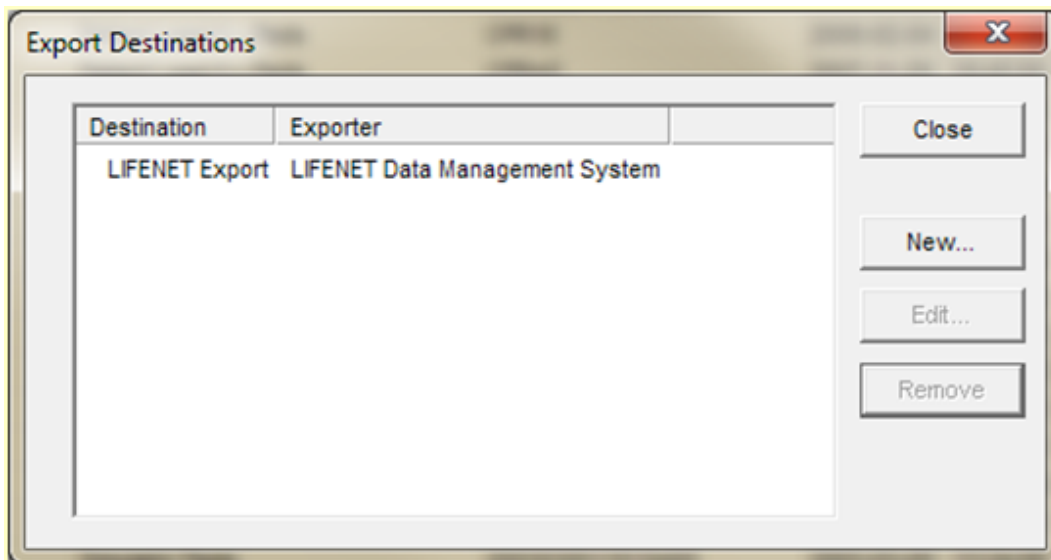 Export Destinations
Destination Exporter
Close
LIFENET Export LIFENET Data Management System
New...
Edit...
Remove